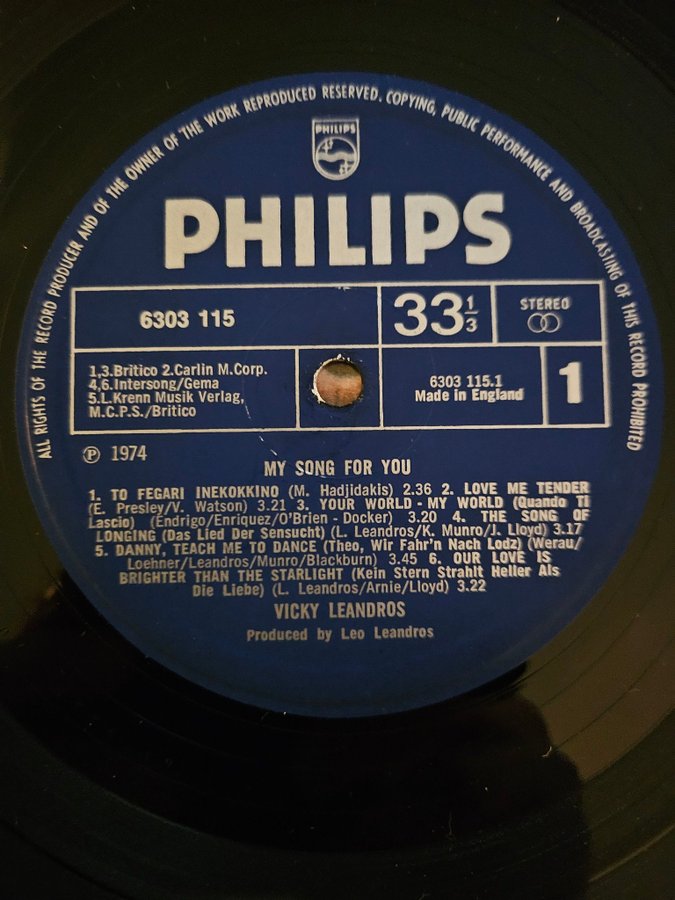 ALL RIGHTS OF THE RECORD PRODUCER AND OF THE OWNER OF THE WORK REPRODUCED RESERVED. COPYING, PUBLIC PERFORMANCE AND BROADCASTING OF THIS RECORD PROHIBITED
PHILIPS
PHILIPS
6303 115
33 1/3
STEREO
1,3.Britico 2.Carlin M.Corp.
4,6.Intersong/Gema
5.L.Krenn Musik Verlag,
M.C.P.S./Britico
6303 115.1
Made in England
1
℗ 1974
MY SONG FOR YOU
1. TO FEGARI INEKOKKINO (M. Hadjidakis) 2.36 2. LOVE ME TENDER
(E. Presley/V. Watson) 3.21 3. YOUR WORLD - MY WORLD (Quando Ti
Lascio) (Endrigo/Enriquez/O'Brien - Docker) 3.20 4. THE SONG OF
LONGING (Das Lied Der Sensucht) (L. Leandros/K. Munro/J. Lloyd) 3.17
5. DANNY, TEACH ME TO DANCE (Theo, Wir Fahr'n Nach Lodz) (Werau/
Loehner/Leandros/Munro/Blackburn) 3.45 6. OUR LOVE IS
BRIGHTER THAN THE STARLIGHT (Kein Stern Strahlt Heller Als
Die Liebe) (L. Leandros/Arnie/Lloyd) 3.22
VICKY LEANDROS
Produced by Leo Leandros